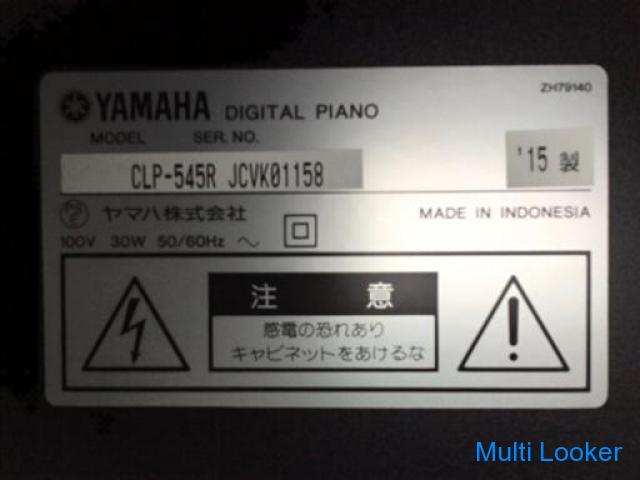 ZH79140
YAMAHA DIGITAL PIANO
MODEL SER. NO.
CLP-545R JCVK01158
'15 製
ヤマハ株式会社
MADE IN INDONESIA
100V 30W 50/60Hz ～
注 意
感電の恐れあり
キャビネットをあけるな
Multi Looker